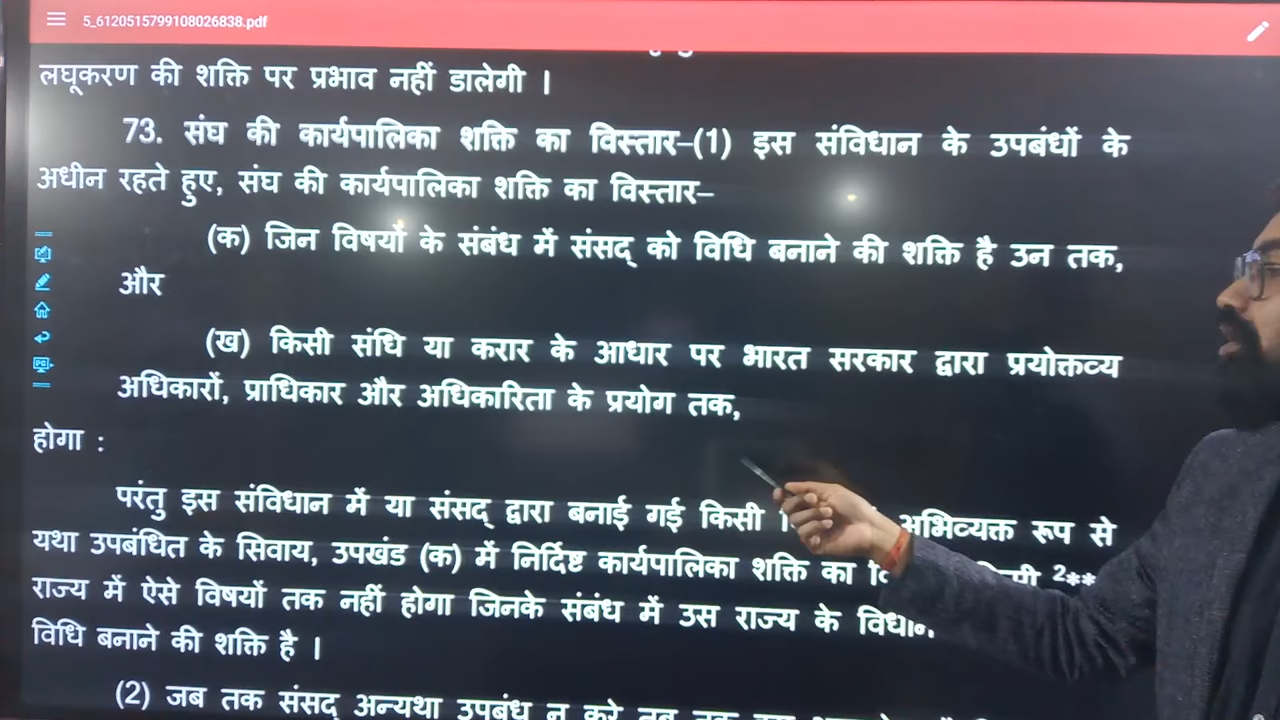 5_6120515799108026838.pdf
लघूकरण की शक्ति पर प्रभाव नहीं डालेगी ।
73. संघ की कार्यपालिका शक्ति का विस्तार–(1) इस संविधान के उपबंधों के
अधीन रहते हुए, संघ की कार्यपालिका शक्ति का विस्तार–
(क) जिन विषयों के संबंध में संसद् को विधि बनाने की शक्ति है उन तक,
और
(ख) किसी संधि या करार के आधार पर भारत सरकार द्वारा प्रयोक्तव्य
अधिकारों, प्राधिकार और अधिकारिता के प्रयोग तक,
होगा :
परंतु इस संविधान में या संसद् द्वारा बनाई गई किसी अभिव्यक्त रूप से
यथा उपबंधित के सिवाय, उपखंड (क) में निर्दिष्ट कार्यपालिका शक्ति का 2**
राज्य में ऐसे विषयों तक नहीं होगा जिनके संबंध में उस राज्य के
विधि बनाने की शक्ति है ।
(2) जब तक संसद् अन्यथा उपबंध न करे तब तक